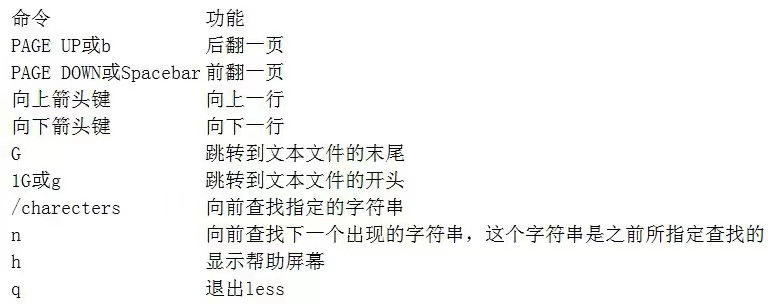 命令 功能
PAGE UP或b 后翻一页
PAGE DOWN或Spacebar 前翻一页
向上箭头键 向上一行
向下箭头键 向下一行
G 跳转到文本文件的末尾
1G或g 跳转到文本文件的开头
/charecters 向前查找指定的字符串
n 向前查找下一个出现的字符串，这个字符串是之前所指定查找的
h 显示帮助屏幕
q 退出less